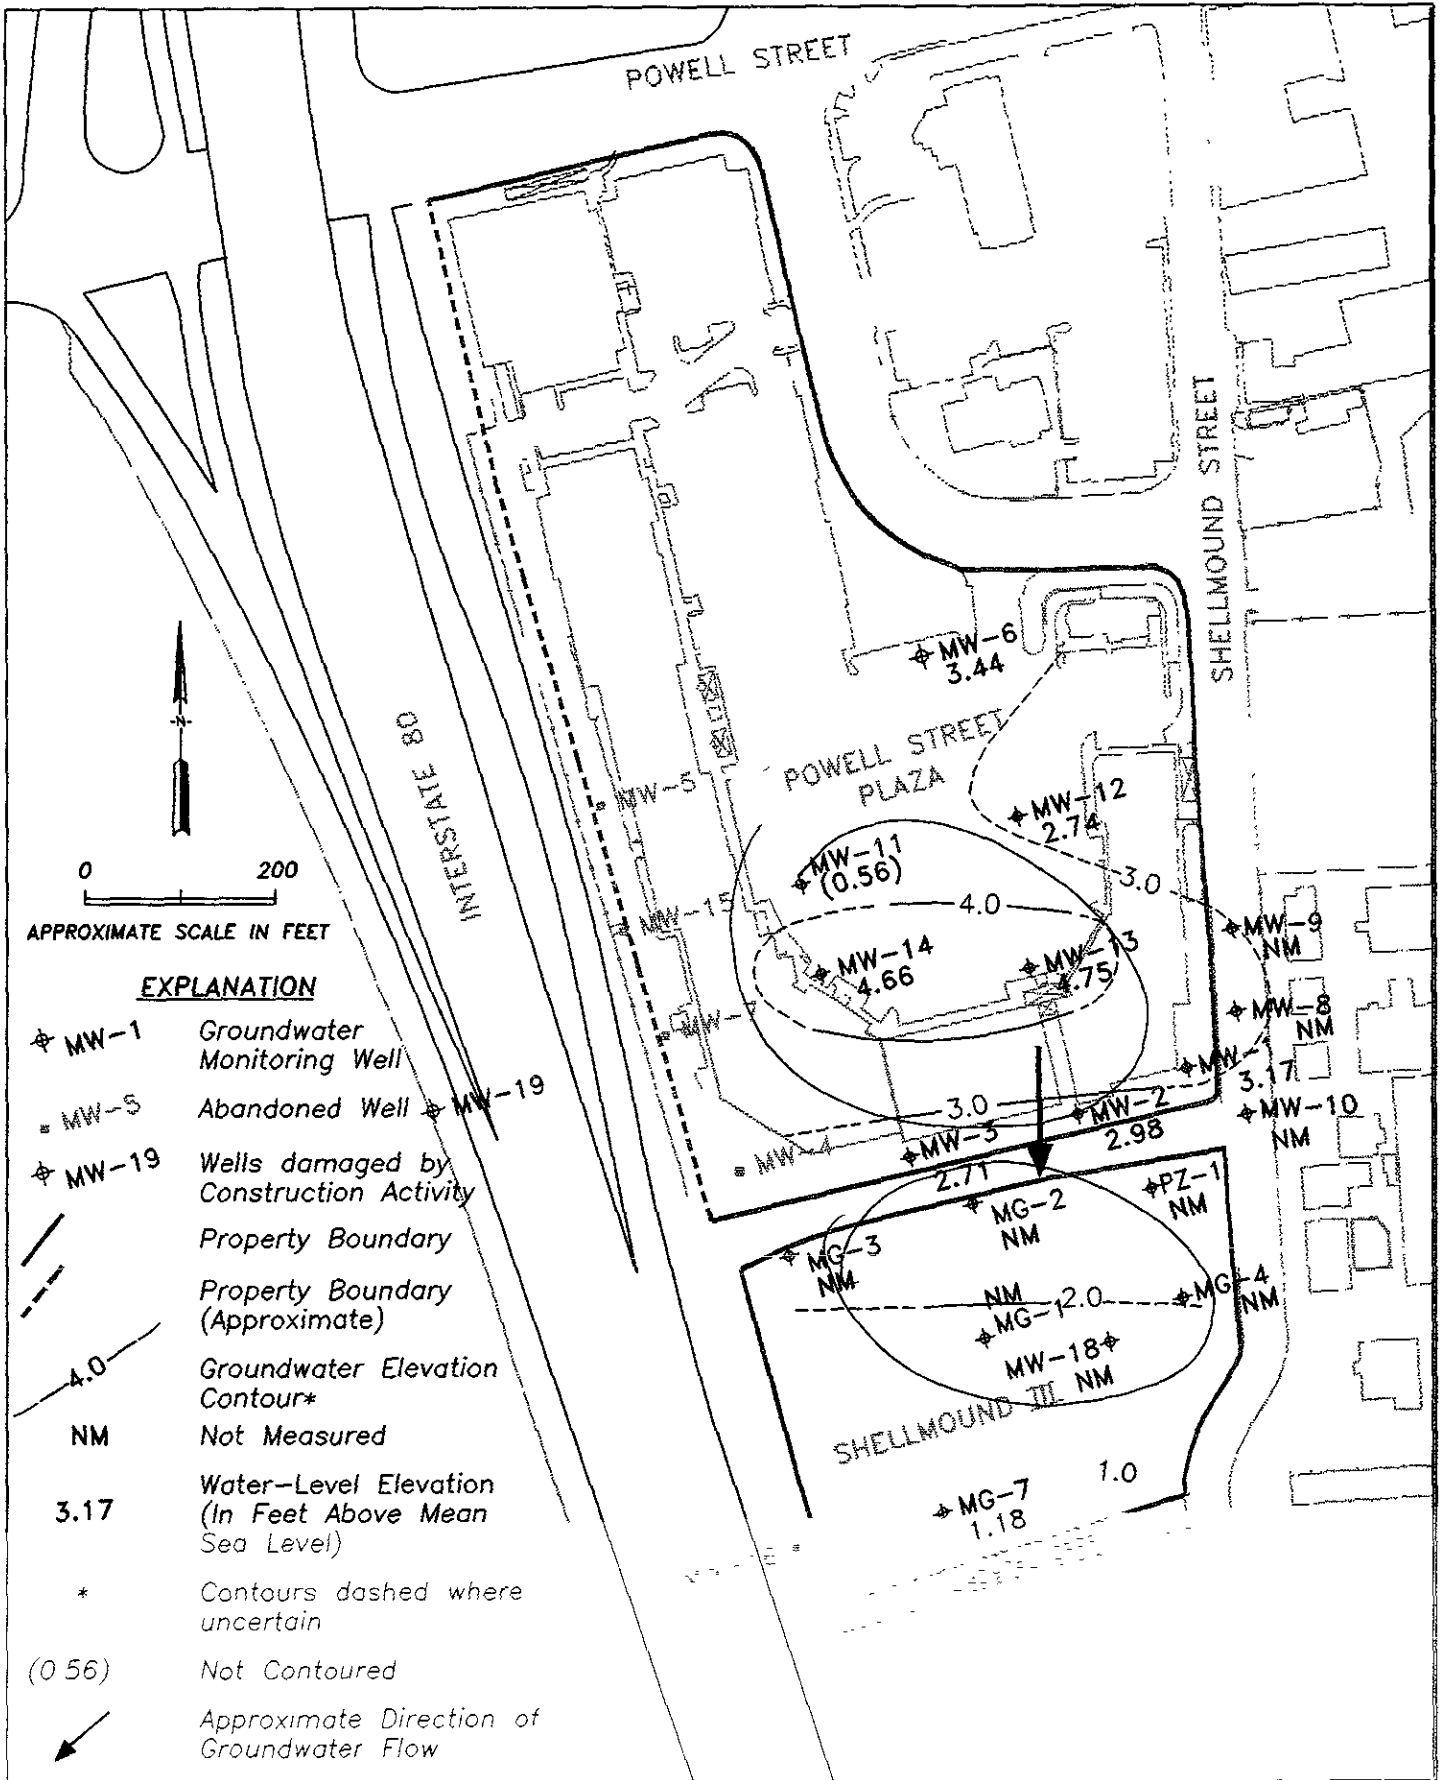 POWELL STREET
SHELLMOUND STREET
MW-6
3.44
INTERSTATE 80
-N-
POWELL STREET
PLAZA
MW-5
MW-12
2.74
MW-11
(0.56)
3.0
4.0
MW-15
MW-9
NM
MW-14
4.66
MW-13
4.75
MW-8
NM
MW-7
MW-
3.17
3.0
MW-2
2.98
MW-10
NM
MW-19
MW-3
2.71
MW-4
PZ-1
NM
MG-2
NM
MG-3
NM
MG-4
NM
NM
2.0
MG-1
MW-18
NM
SHELLMOUND III
1.0
MG-7
1.18
0 200
APPROXIMATE SCALE IN FEET
EXPLANATION
MW-1 Groundwater
Monitoring Well
MW-5 Abandoned Well
MW-19 Wells damaged by
Construction Activity
Property Boundary
Property Boundary
(Approximate)
4.0 Groundwater Elevation
Contour*
NM Not Measured
3.17 Water-Level Elevation
(In Feet Above Mean
Sea Level)
* Contours dashed where
uncertain
(0 56) Not Contoured
Approximate Direction of
Groundwater Flow